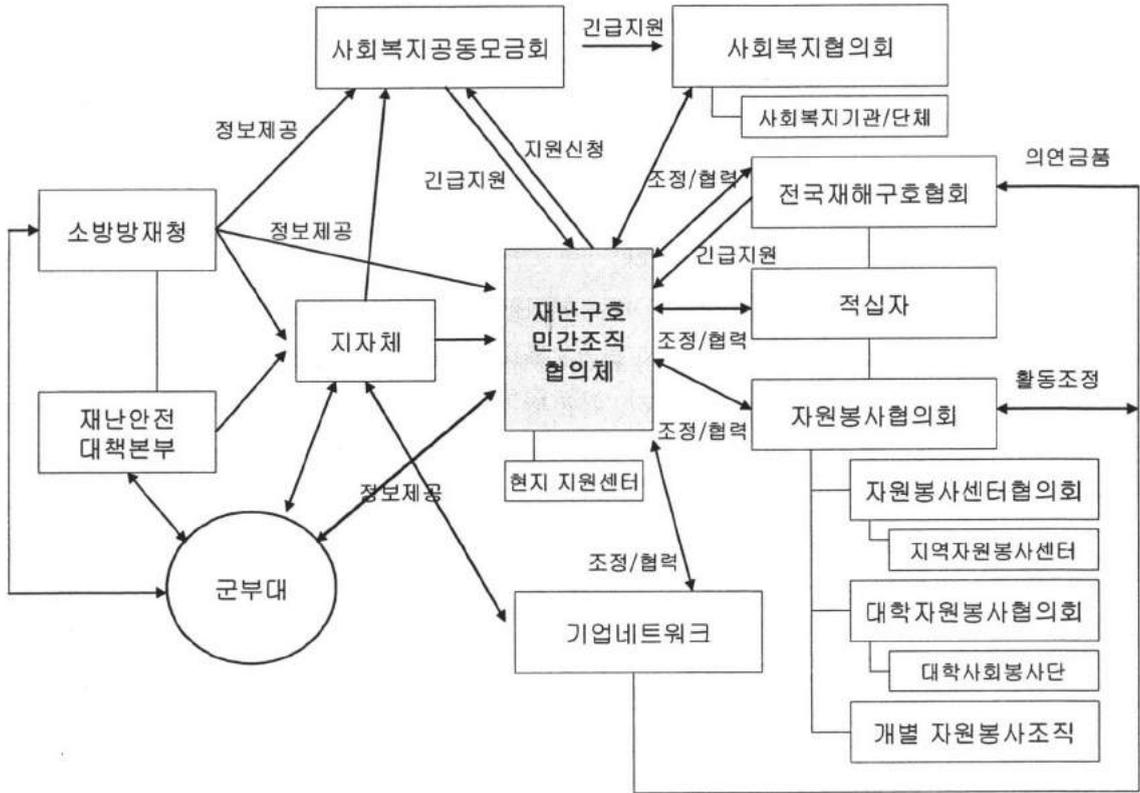 사회복지공동모금회
긴급지원
사회복지협의회
사회복지기관/단체
정보제공
지원신청
긴급지원
조정/협력
의연금품
전국재해구호협회
소방방재청
정보제공
긴급지원
재난구호
민간조직
협의체
적십자
지자체
조정/협력
활동조정
재난안전
대책본부
자원봉사협의회
조정/협력
현지 지원센터
정보제공
자원봉사센터협의회
지역자원봉사센터
군부대
조정/협력
기업네트워크
대학자원봉사협의회
대학사회봉사단
개별 자원봉사조직